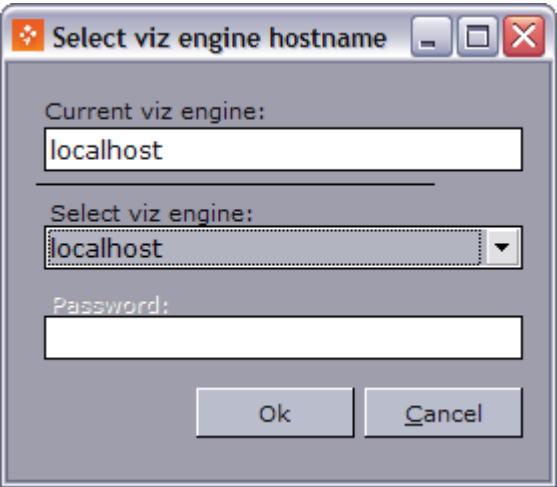 Select viz engine hostname
Current viz engine:
localhost
Select viz engine:
localhost
Password:
Ok
Cancel